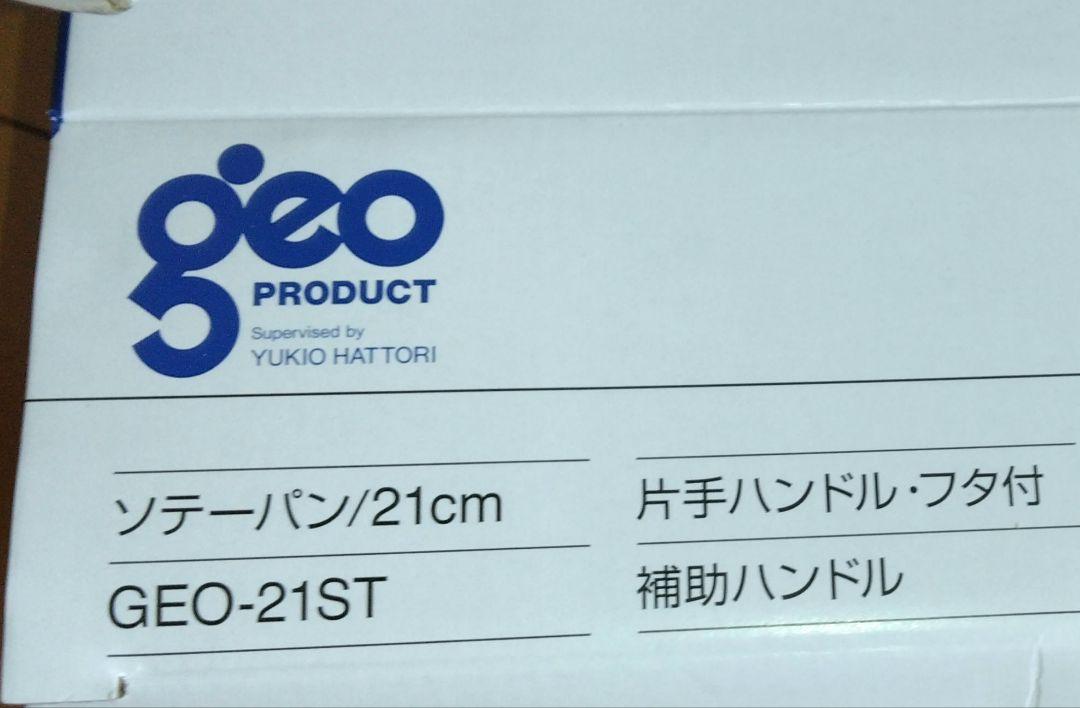 geo
PRODUCT
Supervised by
YUKIO HATTORI
ソテーパン/21cm
片手ハンドル・フタ付
GEO-21ST
補助ハンドル